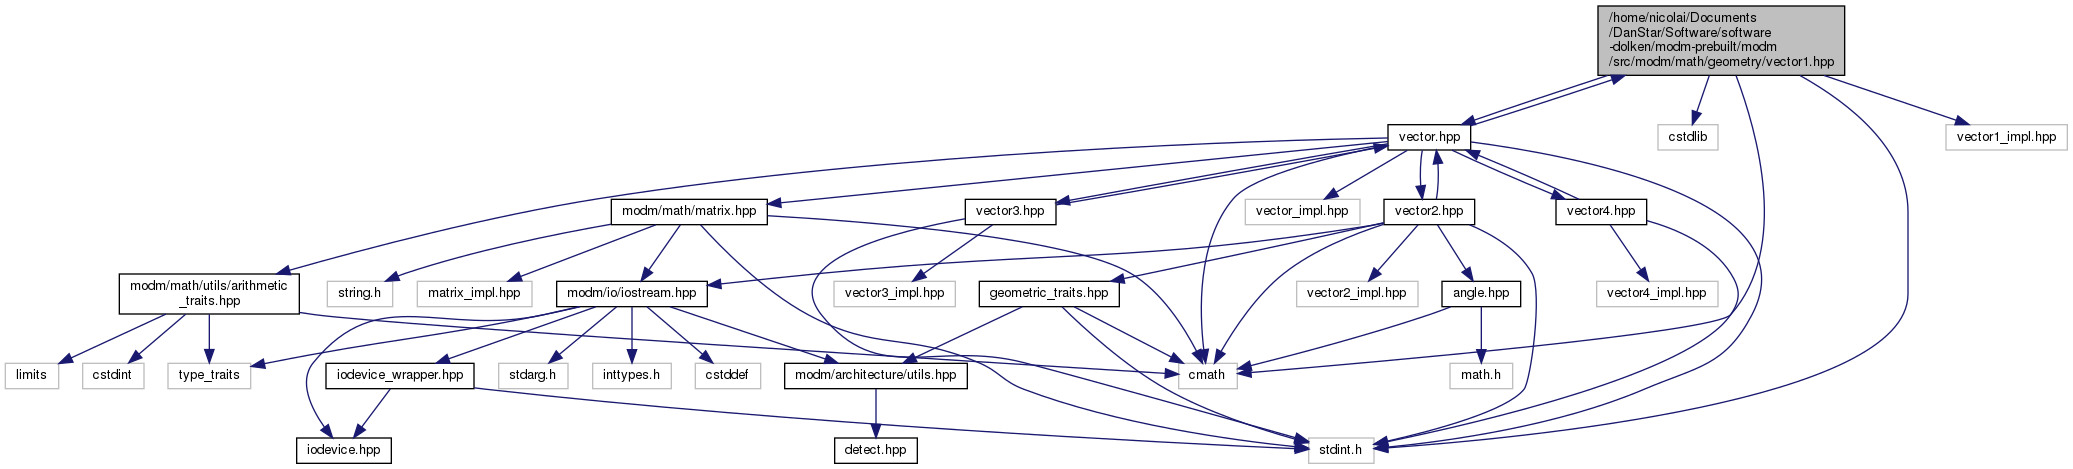 /home/nicolai/Documents
/DanStar/Software/software
-dolken/modm-prebuilt/modm
/src/modm/math/geometry/vector1.hpp
vector.hpp
cstdlib
vector1_impl.hpp
modm/math/matrix.hpp
vector3.hpp
vector_impl.hpp
vector2.hpp
vector4.hpp
modm/math/utils/arithmetic
_traits.hpp
string.h
matrix_impl.hpp
modm/io/iostream.hpp
vector3_impl.hpp
geometric_traits.hpp
vector2_impl.hpp
angle.hpp
vector4_impl.hpp
limits
cstdint
type_traits
iodevice_wrapper.hpp
stdarg.h
inttypes.h
cstddef
modm/architecture/utils.hpp
cmath
math.h
iodevice.hpp
detect.hpp
stdint.h